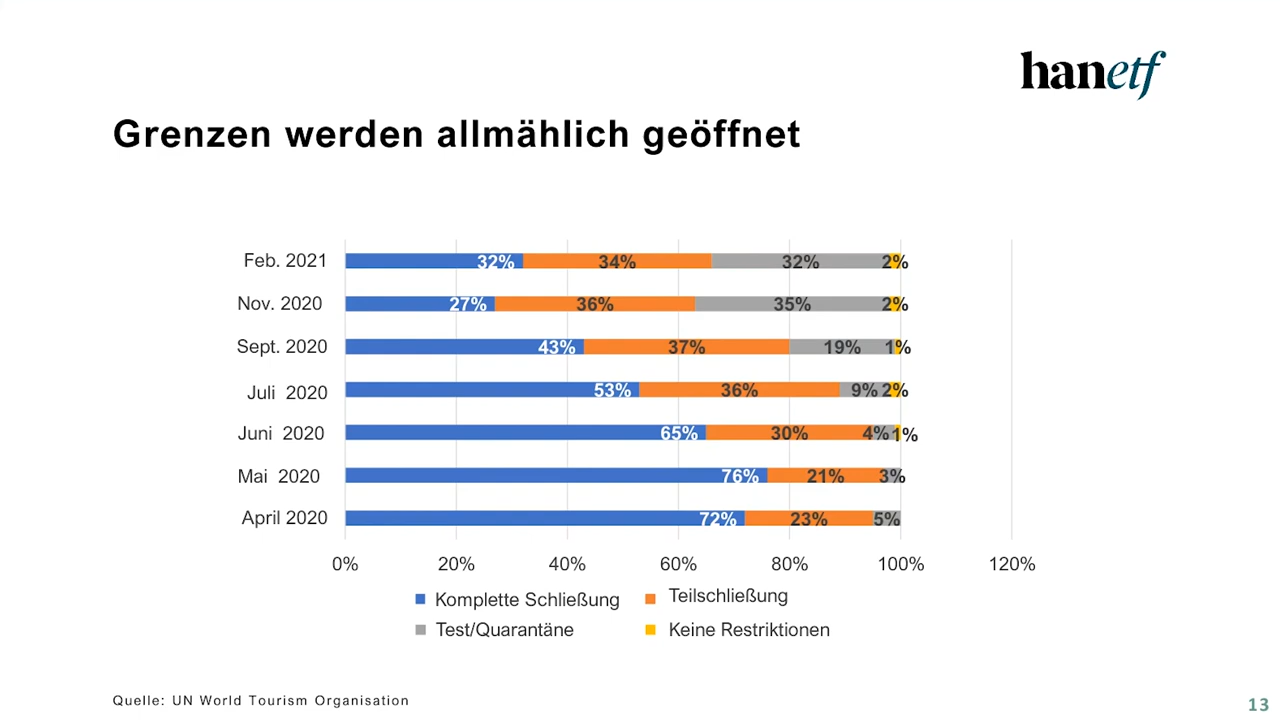 hanetf
Grenzen werden allmählich geöffnet
Feb. 2021 32% 34% 32% 2%
Nov. 2020 27% 36% 35% 2%
Sept. 2020 43% 37% 19% 1%
Juli 2020 53% 36% 9% 2%
Juni 2020 65% 30% 4% 1%
Mai 2020 76% 21% 3%
April 2020 72% 23% 5%
0% 20% 40% 60% 80% 100% 120%
Komplette Schließung Teilschließung
Test/Quarantäne Keine Restriktionen
Quelle: UN World Tourism Organisation
13